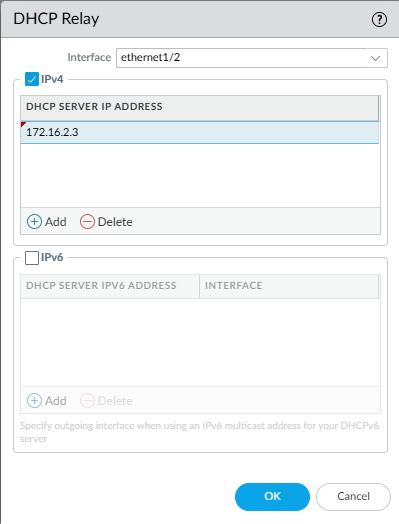 DHCP Relay
?
Interface ethernet1/2
IPv4
DHCP SERVER IP ADDRESS
172.16.2.3
Add Delete
IPv6
DHCP SERVER IPV6 ADDRESS INTERFACE
Add Delete
Specify outgoing interface when using an IPv6 multicast address for your DHCPv6
server
OK Cancel